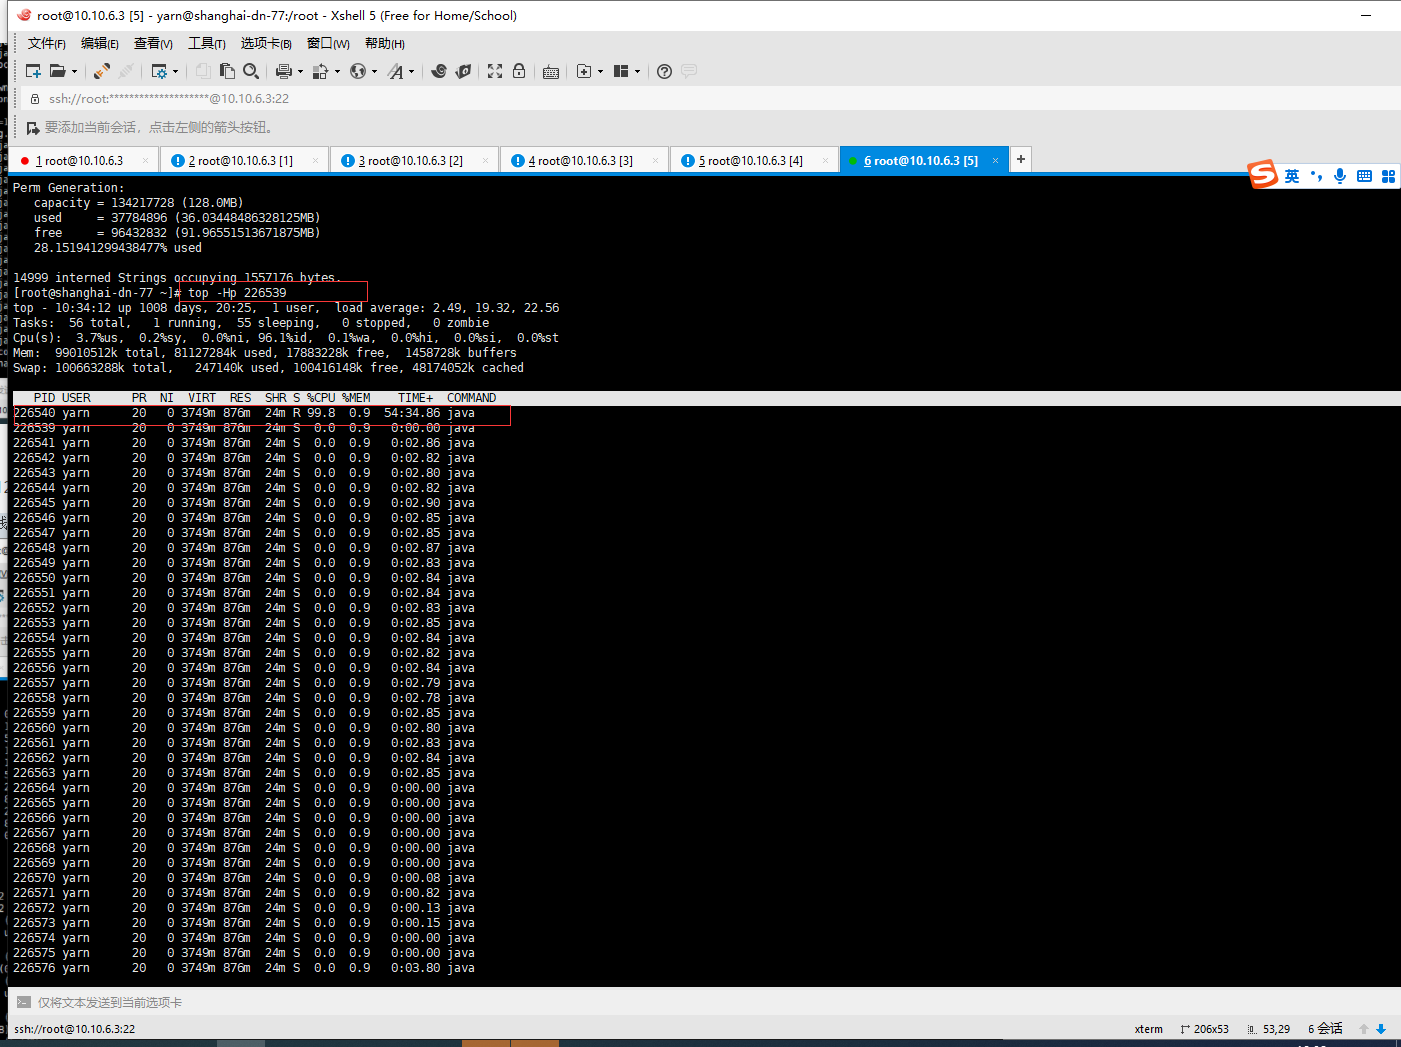 root@10.10.6.3 [5] - yarn@shanghai-dn-77:/root - Xshell 5 (Free for Home/School)
文件(F) 编辑(E) 查看(V) 工具(T) 选项卡(B) 窗口(W) 帮助(H)
ssh://root:********************@10.10.6.3:22
要添加当前会话，点击左侧的箭头按钮。
1 root@10.10.6.3 × 2 root@10.10.6.3 [1] × 3 root@10.10.6.3 [2] × 4 root@10.10.6.3 [3] × 5 root@10.10.6.3 [4] × 6 root@10.10.6.3 [5] × +
英
Perm Generation:
   capacity = 134217728 (128.0MB)
   used     = 37784896 (36.03448486328125MB)
   free     = 96432832 (91.96551513671875MB)
   28.151941299438477% used
14999 interned Strings occupying 1557176 bytes.
[root@shanghai-dn-77 ~]# top -Hp 226539
top - 10:34:12 up 1008 days, 20:25,  1 user,  load average: 2.49, 19.32, 22.56
Tasks:  56 total,   1 running,  55 sleeping,   0 stopped,   0 zombie
Cpu(s):  3.7%us,  0.2%sy,  0.0%ni, 96.1%id,  0.1%wa,  0.0%hi,  0.0%si,  0.0%st
Mem:  99010512k total, 81127284k used, 17883228k free,  1458728k buffers
Swap: 100663288k total,   247140k used, 100416148k free, 48174052k cached
   PID USER      PR  NI  VIRT  RES  SHR S %CPU %MEM    TIME+  COMMAND
226540 yarn      20   0 3749m 876m  24m R 99.8  0.9  54:34.86 java
226539 yarn      20   0 3749m 876m  24m S  0.0  0.9   0:00.00 java
226541 yarn      20   0 3749m 876m  24m S  0.0  0.9   0:02.86 java
226542 yarn      20   0 3749m 876m  24m S  0.0  0.9   0:02.82 java
226543 yarn      20   0 3749m 876m  24m S  0.0  0.9   0:02.80 java
226544 yarn      20   0 3749m 876m  24m S  0.0  0.9   0:02.82 java
226545 yarn      20   0 3749m 876m  24m S  0.0  0.9   0:02.90 java
226546 yarn      20   0 3749m 876m  24m S  0.0  0.9   0:02.85 java
226547 yarn      20   0 3749m 876m  24m S  0.0  0.9   0:02.85 java
226548 yarn      20   0 3749m 876m  24m S  0.0  0.9   0:02.87 java
226549 yarn      20   0 3749m 876m  24m S  0.0  0.9   0:02.83 java
226550 yarn      20   0 3749m 876m  24m S  0.0  0.9   0:02.84 java
226551 yarn      20   0 3749m 876m  24m S  0.0  0.9   0:02.84 java
226552 yarn      20   0 3749m 876m  24m S  0.0  0.9   0:02.83 java
226553 yarn      20   0 3749m 876m  24m S  0.0  0.9   0:02.85 java
226554 yarn      20   0 3749m 876m  24m S  0.0  0.9   0:02.84 java
226555 yarn      20   0 3749m 876m  24m S  0.0  0.9   0:02.82 java
226556 yarn      20   0 3749m 876m  24m S  0.0  0.9   0:02.84 java
226557 yarn      20   0 3749m 876m  24m S  0.0  0.9   0:02.79 java
226558 yarn      20   0 3749m 876m  24m S  0.0  0.9   0:02.78 java
226559 yarn      20   0 3749m 876m  24m S  0.0  0.9   0:02.85 java
226560 yarn      20   0 3749m 876m  24m S  0.0  0.9   0:02.80 java
226561 yarn      20   0 3749m 876m  24m S  0.0  0.9   0:02.83 java
226562 yarn      20   0 3749m 876m  24m S  0.0  0.9   0:02.84 java
226563 yarn      20   0 3749m 876m  24m S  0.0  0.9   0:02.85 java
226564 yarn      20   0 3749m 876m  24m S  0.0  0.9   0:00.00 java
226565 yarn      20   0 3749m 876m  24m S  0.0  0.9   0:00.00 java
226566 yarn      20   0 3749m 876m  24m S  0.0  0.9   0:00.00 java
226567 yarn      20   0 3749m 876m  24m S  0.0  0.9   0:00.00 java
226568 yarn      20   0 3749m 876m  24m S  0.0  0.9   0:00.00 java
226569 yarn      20   0 3749m 876m  24m S  0.0  0.9   0:00.00 java
226570 yarn      20   0 3749m 876m  24m S  0.0  0.9   0:00.08 java
226571 yarn      20   0 3749m 876m  24m S  0.0  0.9   0:00.82 java
226572 yarn      20   0 3749m 876m  24m S  0.0  0.9   0:00.13 java
226573 yarn      20   0 3749m 876m  24m S  0.0  0.9   0:00.15 java
226574 yarn      20   0 3749m 876m  24m S  0.0  0.9   0:00.00 java
226575 yarn      20   0 3749m 876m  24m S  0.0  0.9   0:00.00 java
226576 yarn      20   0 3749m 876m  24m S  0.0  0.9   0:03.80 java
仅将文本发送到当前选项卡
ssh://root@10.10.6.3:22 xterm 206x53 53,29 6 会话